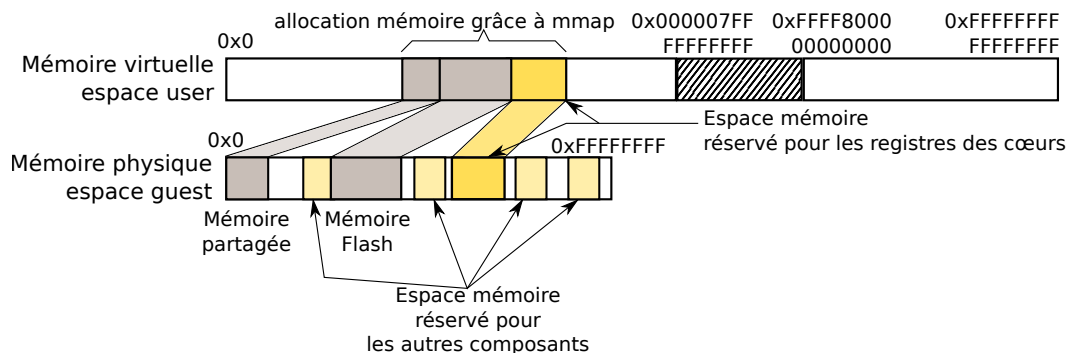 allocation mémoire grâce à mmap
0x000007FF
FFFFFFFF
0xFFFF8000
00000000
0xFFFFFFFF
FFFFFFFF
0x0
Mémoire virtuelle
espace user
Espace mémoire
réservé pour les registres des cœurs
0x0
0xFFFFFFFF
Mémoire physique
espace guest
Mémoire
partagée
Mémoire
Flash
Espace mémoire
réservé pour
les autres composants